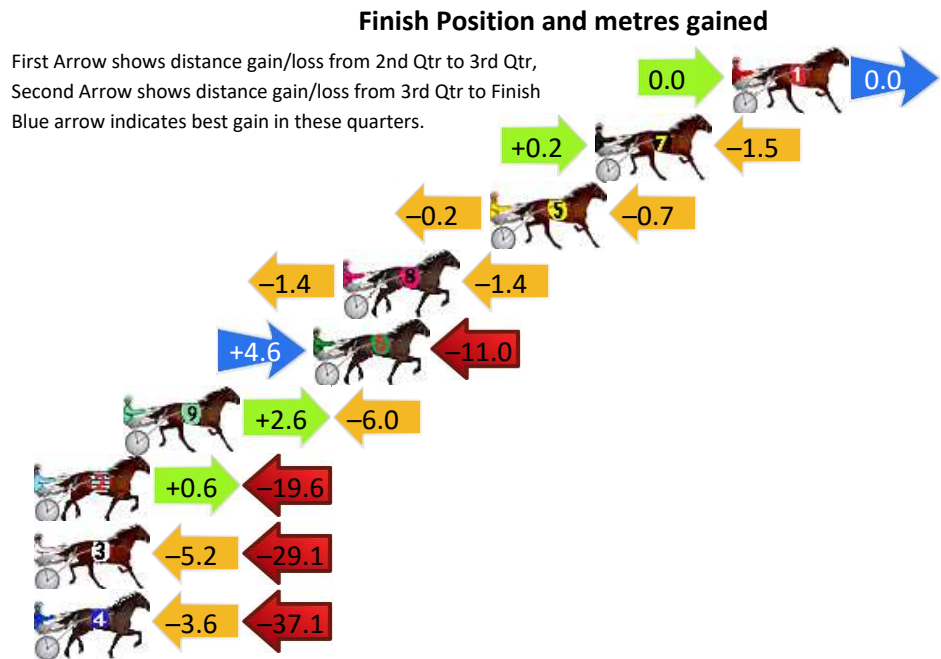 Finish Position and metres gained
First Arrow shows distance gain/loss from 2nd Qtr to 3rd Qtr,
Second Arrow shows distance gain/loss from 3rd Qtr to Finish
Blue arrow indicates best gain in these quarters.
0.0 1 0.0
+0.2 7 –1.5
–0.2 5 –0.7
–1.4 8 –1.4
+4.6 –11.0
9 +2.6 –6.0
2 +0.6 –19.6
3 –5.2 –29.1
4 –3.6 –37.1